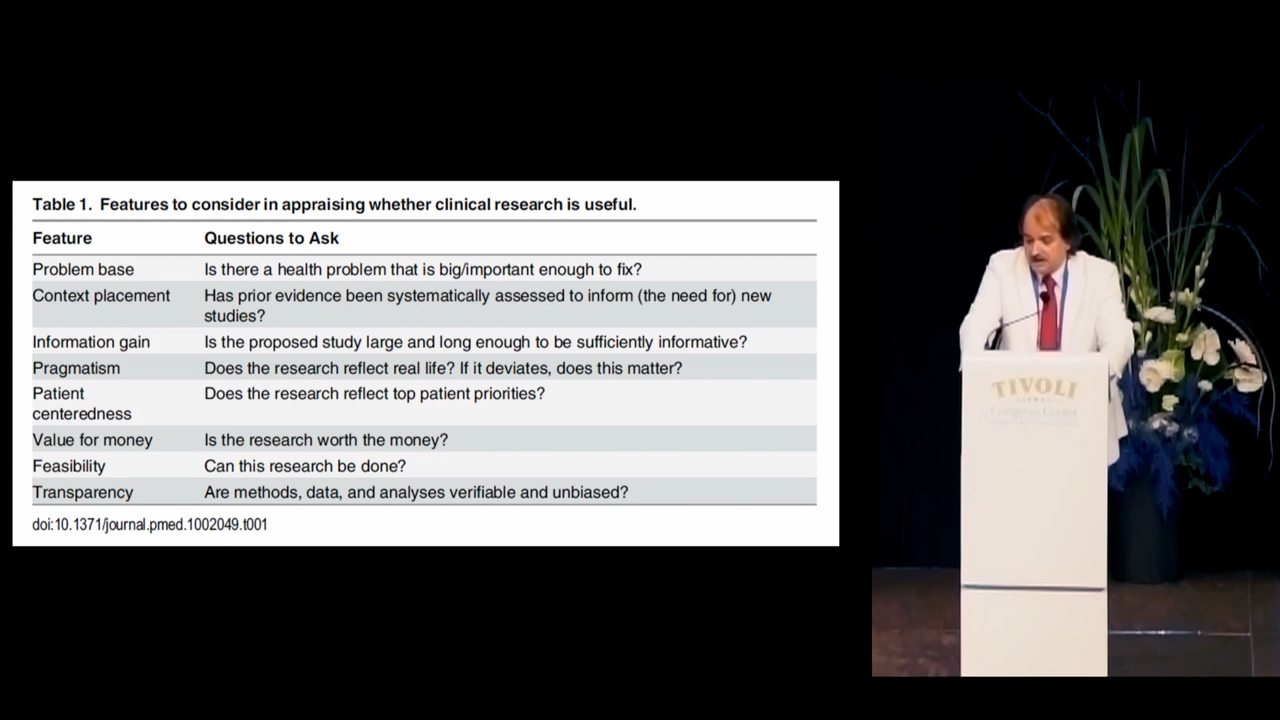 Table 1. Features to consider in appraising whether clinical research is useful.
Feature Questions to Ask
Problem base Is there a health problem that is big/important enough to fix?
Context placement Has prior evidence been systematically assessed to inform (the need for) new
studies?
Information gain Is the proposed study large and long enough to be sufficiently informative?
Pragmatism Does the research reflect real life? If it deviates, does this matter?
Patient Does the research reflect top patient priorities?
centeredness
Value for money Is the research worth the money?
Feasibility Can this research be done?
Transparency Are methods, data, and analyses verifiable and unbiased?
doi:10.1371/journal.pmed.1002049.t001
TIVOLI
Congress Center